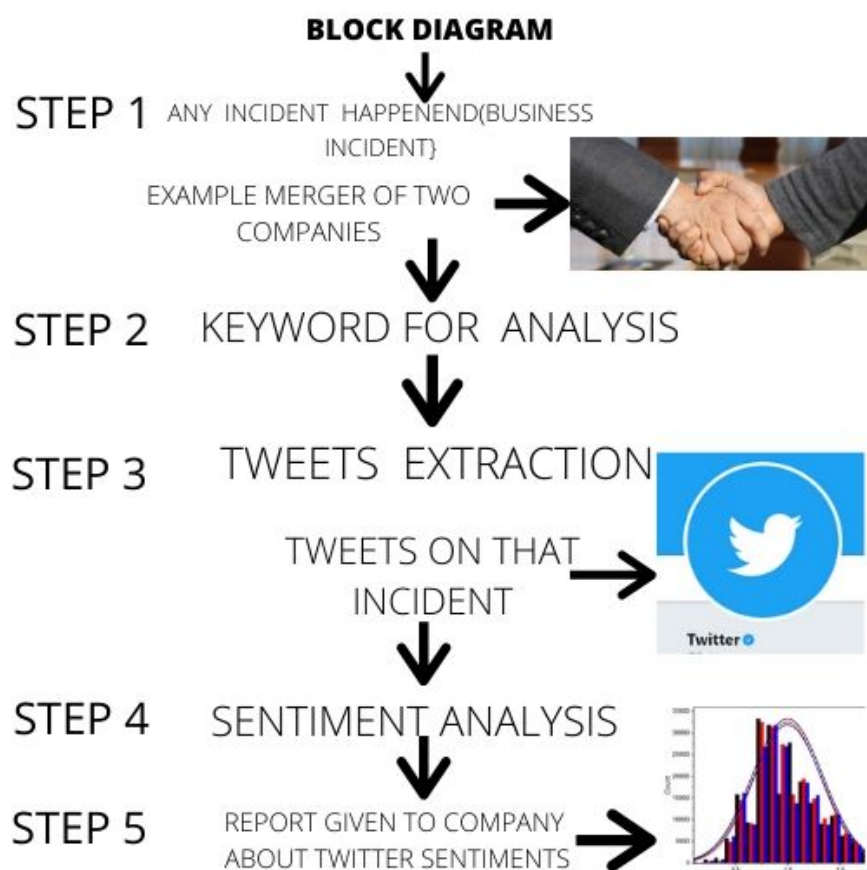 BLOCK DIAGRAM
STEP 1
ANY INCIDENT HAPPENEND(BUSINESS
INCIDENT}
EXAMPLE MERGER OF TWO
COMPANIES
STEP 2
KEYWORD FOR ANALYSIS
STEP 3
TWEETS EXTRACTION
TWEETS ON THAT
INCIDENT
Twitter
STEP 4
SENTIMENT ANALYSIS
STEP 5
REPORT GIVEN TO COMPANY
ABOUT TWITTER SENTIMENTS
Count